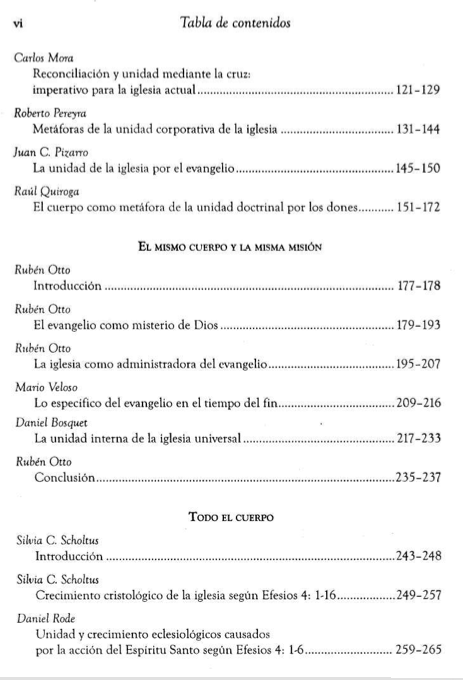 vi
Tabla de contenidos
Carlos Mora
Reconciliación y unidad mediante la cruz:
imperativo para la iglesia actual............................................................ 121-129
Roberto Pereyra
Metáforas de la unidad corporativa de la iglesia .................................. 131-144
Juan C. Pizarro
La unidad de la iglesia por el evangelio................................................ 145-150
Raúl Quiroga
El cuerpo como metáfora de la unidad doctrinal por los dones........... 151-172
EL MISMO CUERPO Y LA MISMA MISIÓN
Rubén Otto
Introducción ........................................................................................ 177-178
Rubén Otto
El evangelio como misterio de Dios ..................................................... 179-193
Rubén Otto
La iglesia como administradora del evangelio...................................... 195-207
Mario Veloso
Lo específico del evangelio en el tiempo del fin................................... 209-216
Daniel Bosquet
La unidad interna de la iglesia universal .............................................. 217-233
Rubén Otto
Conclusión...........................................................................................235-237
TODO EL CUERPO
Silvia C. Scholtus
Introducción ........................................................................................243-248
Silvia C. Scholtus
Crecimiento cristológico de la iglesia según Efesios 4: 1-16..................249-257
Daniel Rode
Unidad y crecimiento eclesiológicos causados
por la acción del Espíritu Santo según Efesios 4: 1-6........................... 259-265